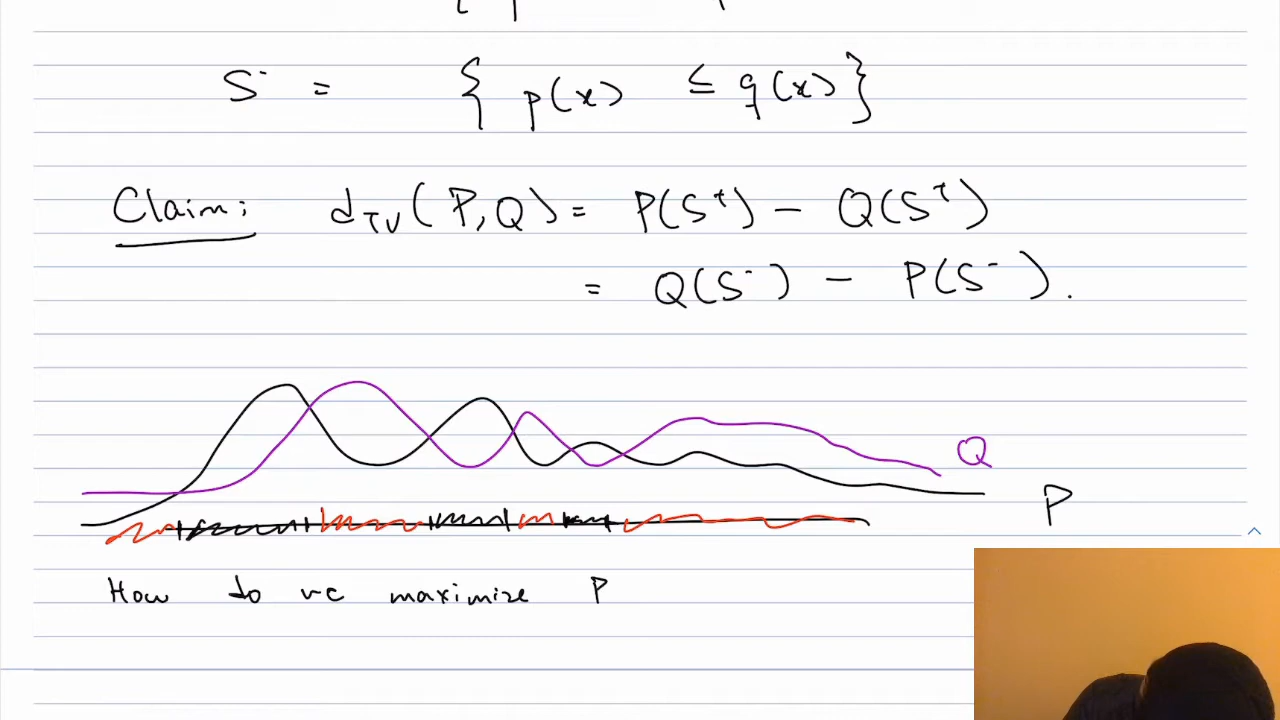 S⁻ = { p(x) ≤ q(x) }
Claim: d_TV(P, Q) = P(S⁺) − Q(S⁺)
= Q(S⁻) − P(S⁻).
Q
P
How do we maximize P